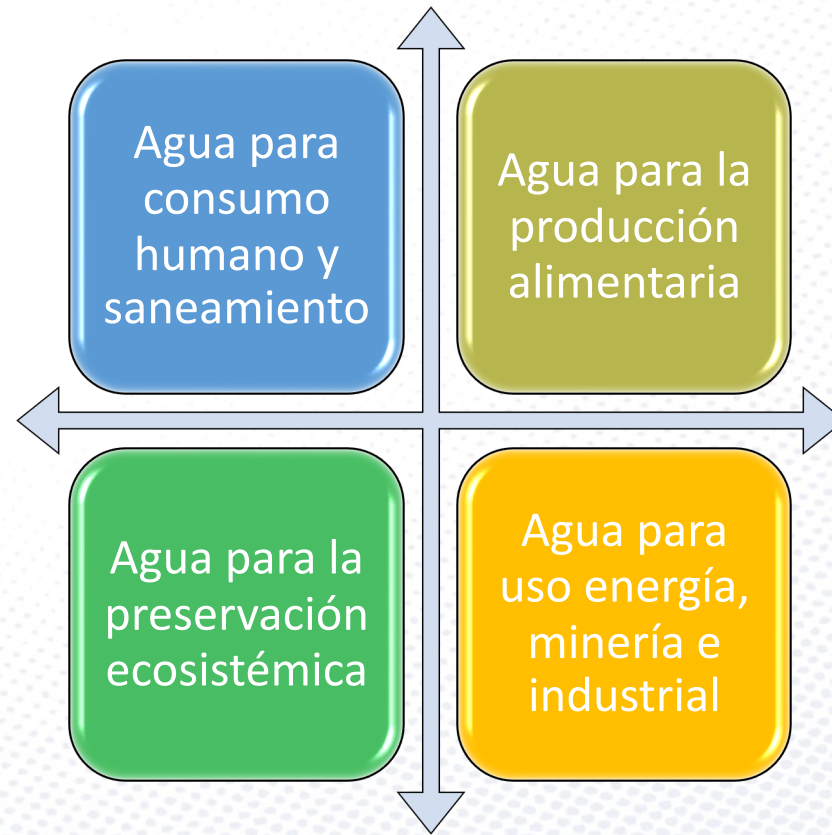 Agua para
consumo
humano y
saneamiento
Agua para la
producción
alimentaria
Agua para la
preservación
ecosistémica
Agua para
uso energía,
minería e
industrial